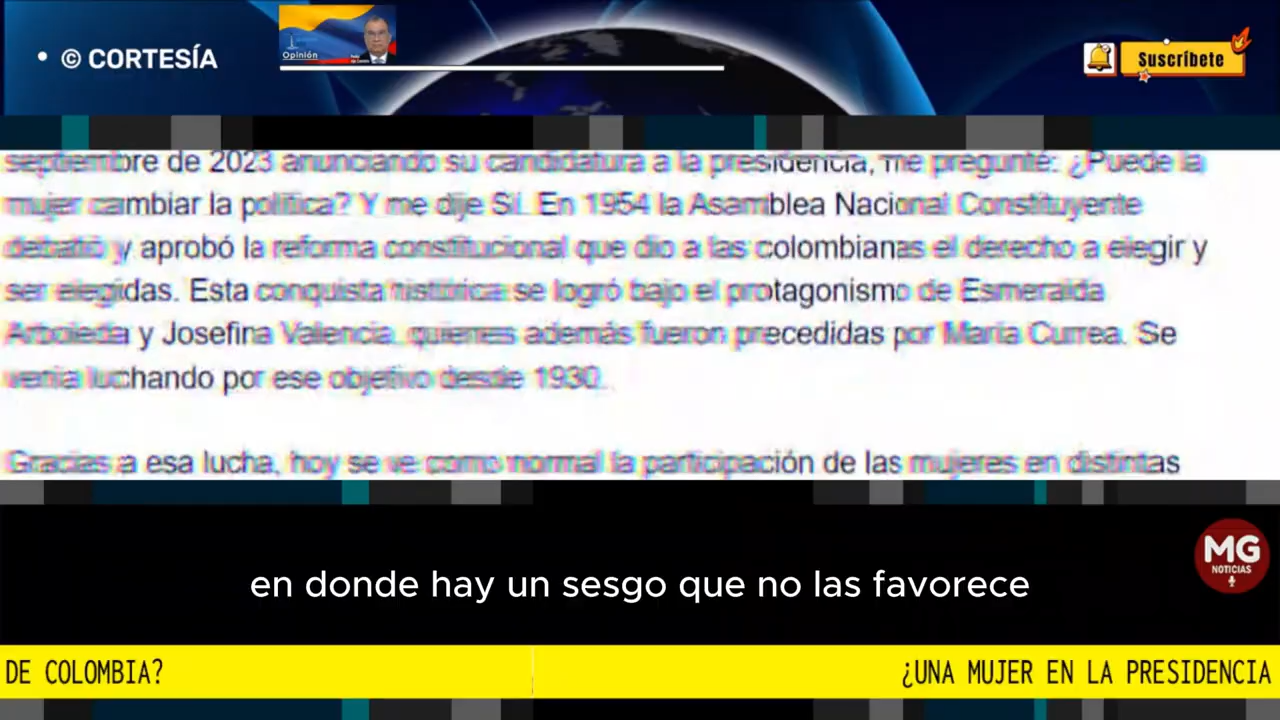 © CORTESÍA
Opinión
Suscríbete
septiembre de 2023 anunciando su candidatura a la presidencia, me pregunté: ¿Puede la
mujer cambiar la política? Y me dije SI. En 1954 la Asamblea Nacional Constituyente
debatió y aprobó la reforma constitucional que dio a las colombianas el derecho a elegir y
ser elegidas. Esta conquista histórica se logró bajo el protagonismo de Esmeralda
Arboleda y Josefina Valencia, quienes además fueron precedidas por María Currea. Se
venía luchando por ese objetivo desde 1930.
Gracias a esa lucha, hoy se ve como normal la participación de las mujeres en distintas
MG
NOTICIAS
en donde hay un sesgo que no las favorece
DE COLOMBIA? ¿UNA MUJER EN LA PRESIDENCIA